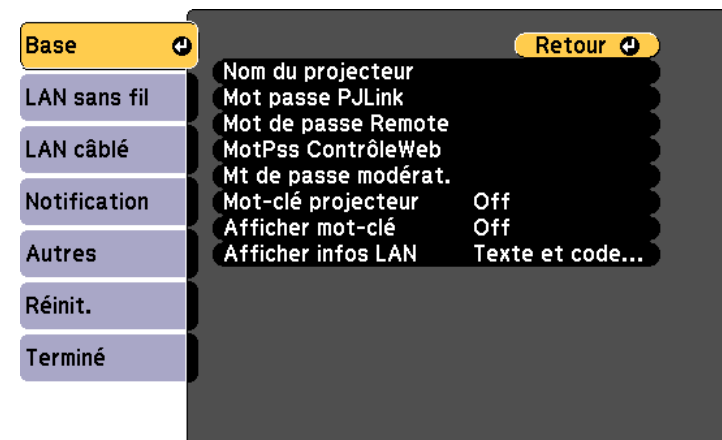 Base
LAN sans fil
LAN câblé
Notification
Autres
Réinit.
Terminé
Retour
Nom du projecteur
Mot passe PJLink
Mot de passe Remote
MotPss ContrôleWeb
Mt de passe modérat.
Mot-clé projecteur Off
Afficher mot-clé Off
Afficher infos LAN Texte et code...